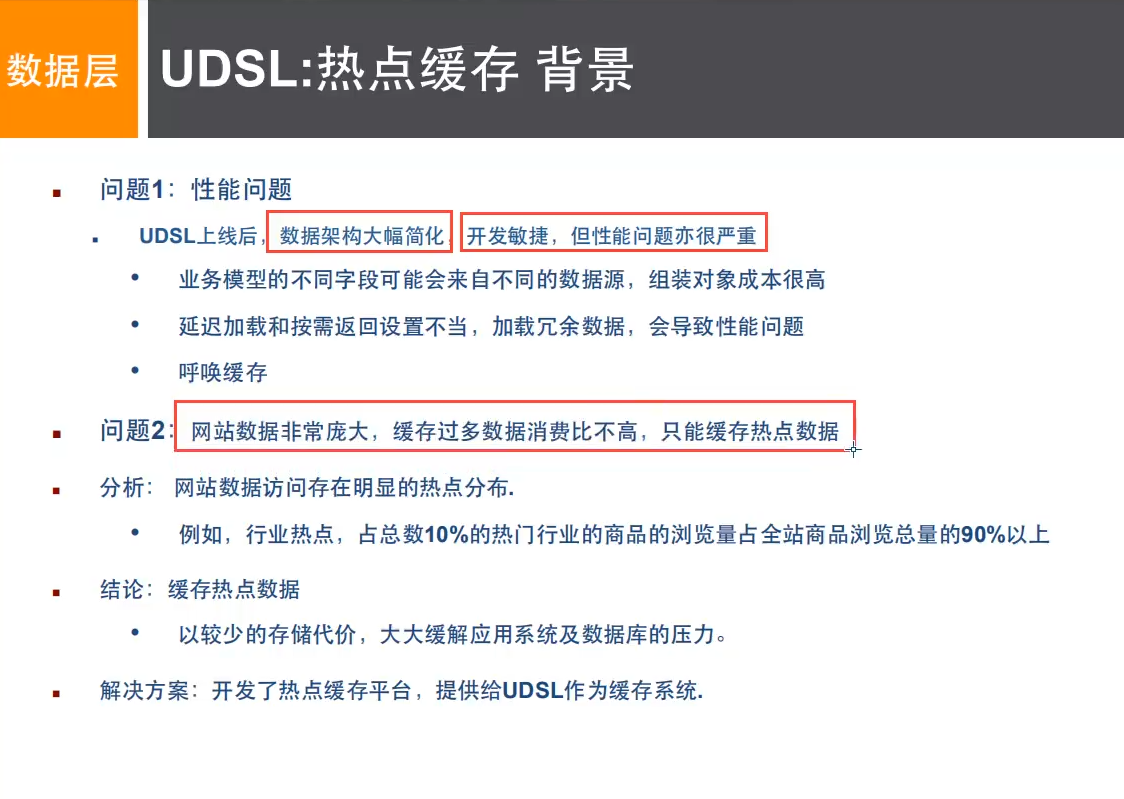 数据层
UDSL:热点缓存 背景
问题1：性能问题
UDSL上线后，数据架构大幅简化，开发敏捷，但性能问题亦很严重
业务模型的不同字段可能会来自不同的数据源，组装对象成本很高
延迟加载和按需返回设置不当，加载冗余数据，会导致性能问题
呼唤缓存
问题2：网站数据非常庞大，缓存过多数据消费比不高，只能缓存热点数据
分析： 网站数据访问存在明显的热点分布.
例如，行业热点，占总数10%的热门行业的商品的浏览量占全站商品浏览总量的90%以上
结论：缓存热点数据
以较少的存储代价，大大缓解应用系统及数据库的压力。
解决方案：开发了热点缓存平台，提供给UDSL作为缓存系统.